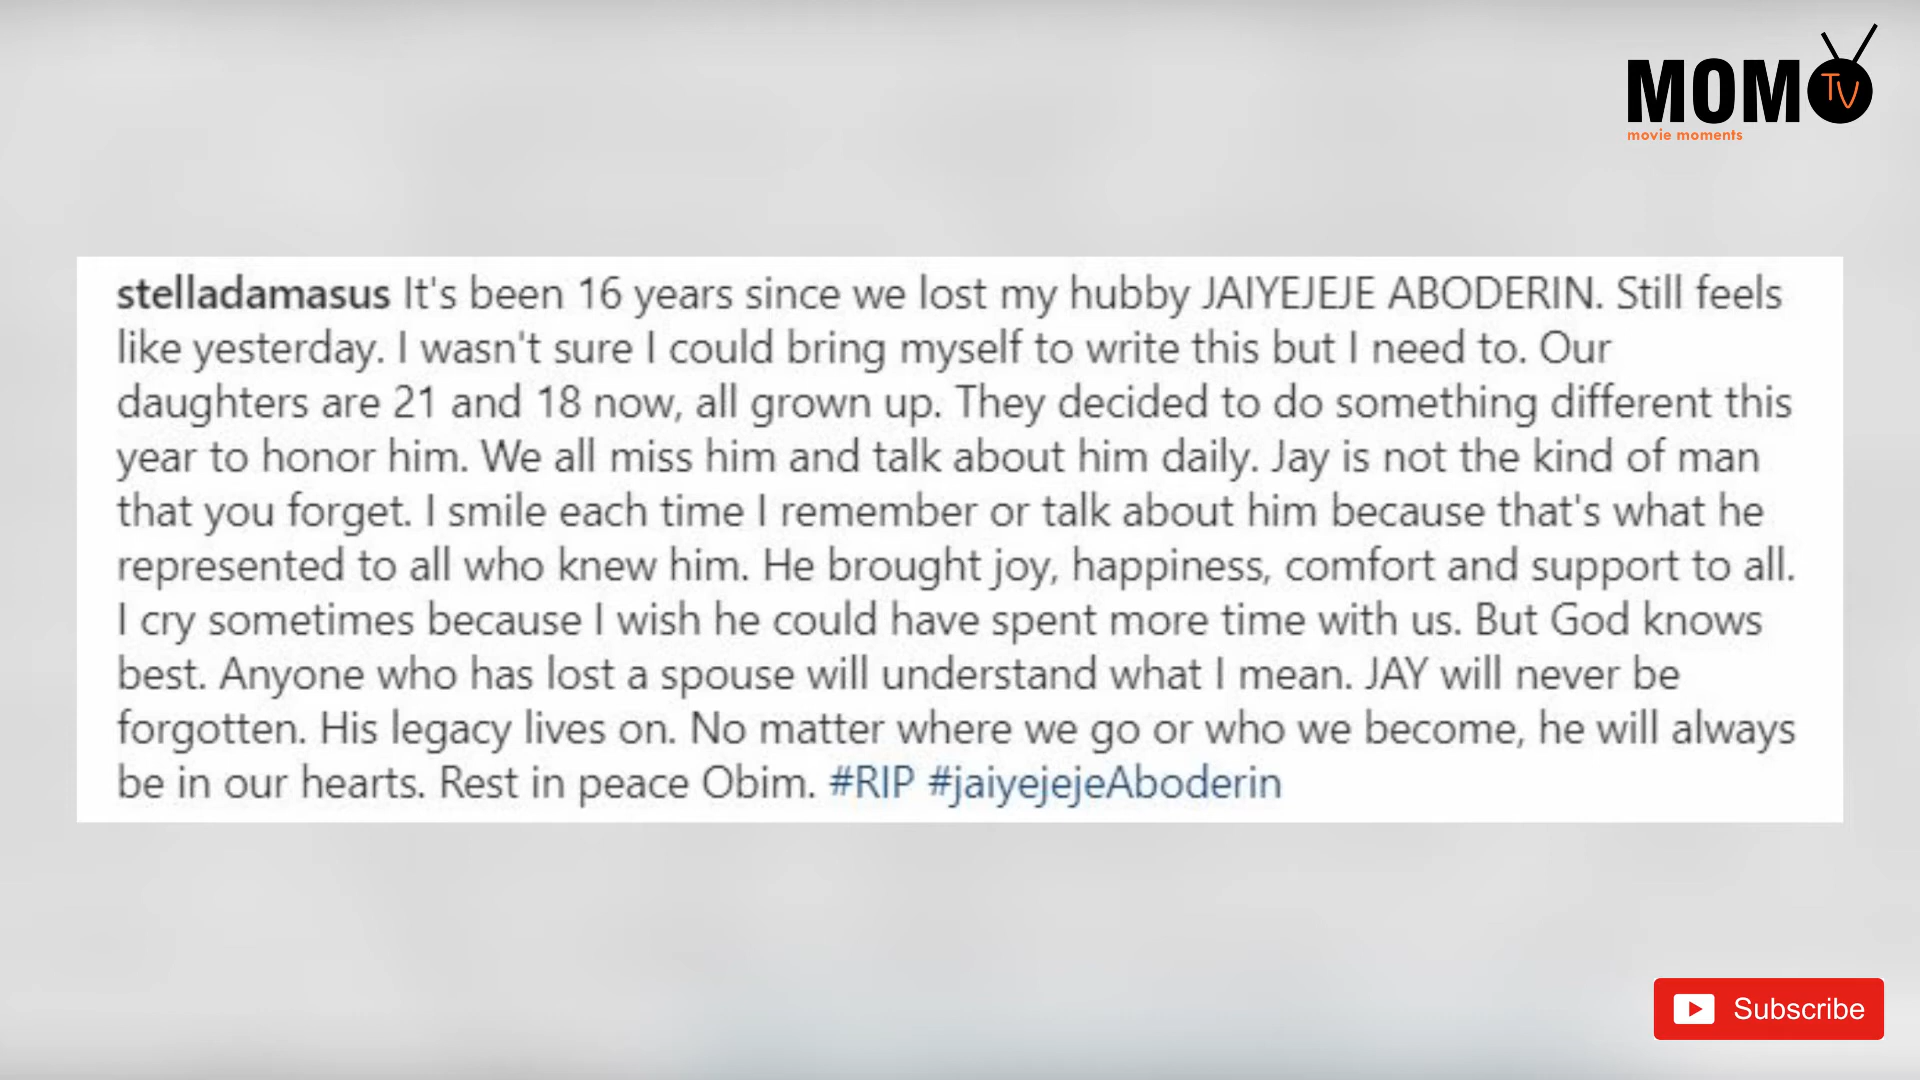 MOMO TV
movie moments
stelladamasus It's been 16 years since we lost my hubby JAIYEJEJE ABODERIN. Still feels
like yesterday. I wasn't sure I could bring myself to write this but I need to. Our
daughters are 21 and 18 now, all grown up. They decided to do something different this
year to honor him. We all miss him and talk about him daily. Jay is not the kind of man
that you forget. I smile each time I remember or talk about him because that's what he
represented to all who knew him. He brought joy, happiness, comfort and support to all.
I cry sometimes because I wish he could have spent more time with us. But God knows
best. Anyone who has lost a spouse will understand what I mean. JAY will never be
forgotten. His legacy lives on. No matter where we go or who we become, he will always
be in our hearts. Rest in peace Obim. #RIP #jaiyejejeAboderin
Subscribe